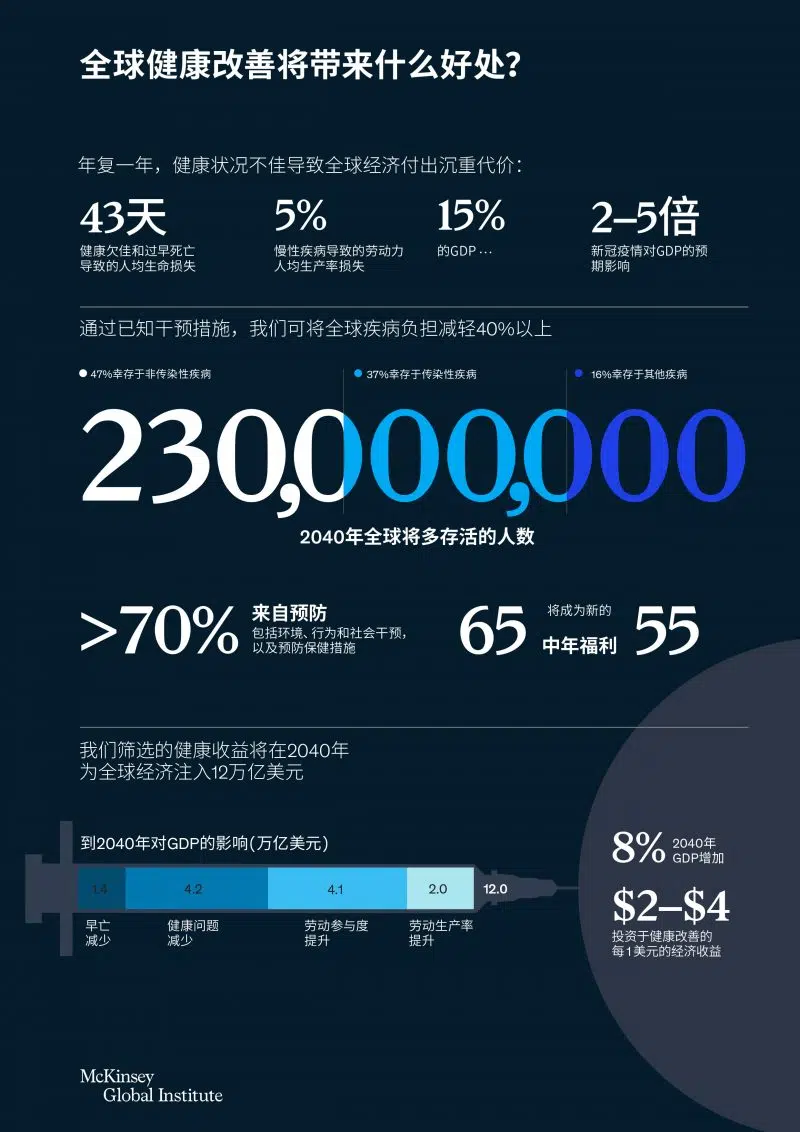 全球健康改善将带来什么好处?
年复一年，健康状况不佳导致全球经济付出沉重代价：
43天
健康欠佳和过早死亡
导致的人均生命损失
5%
慢性疾病导致的劳动力
人均生产率损失
15%
的GDP …
2–5倍
新冠疫情对GDP的预
期影响
通过已知干预措施，我们可将全球疾病负担减轻40%以上
47%幸存于非传染性疾病
37%幸存于传染性疾病
16%幸存于其他疾病
230,000,000
2040年全球将多存活的人数
>70%
来自预防
包括环境、行为和社会干预，
以及预防保健措施
65
将成为新的
中年福利
55
我们筛选的健康收益将在2040年
为全球经济注入12万亿美元
到2040年对GDP的影响(万亿美元)
1.4
4.2
4.1
2.0
12.0
早亡
减少
健康问题
减少
劳动参与度
提升
劳动生产率
提升
8%
2040年
GDP增加
$2–$4
投资于健康改善的
每1美元的经济收益
McKinsey
Global Institute